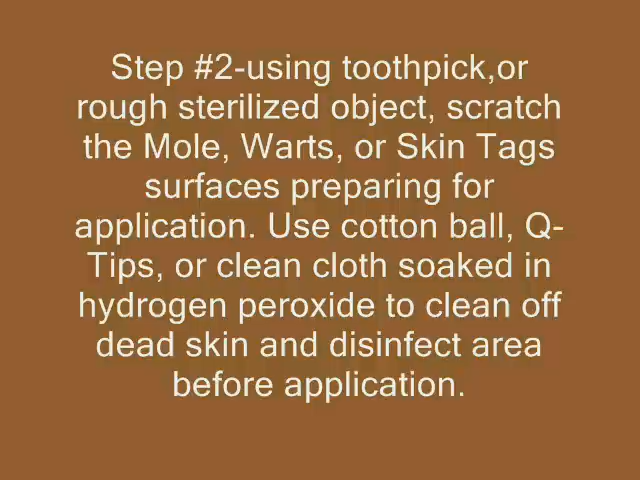 Step #2-using toothpick,or
rough sterilized object, scratch
the Mole, Warts, or Skin Tags
surfaces preparing for
application. Use cotton ball, Q-
Tips, or clean cloth soaked in
hydrogen peroxide to clean off
dead skin and disinfect area
before application.